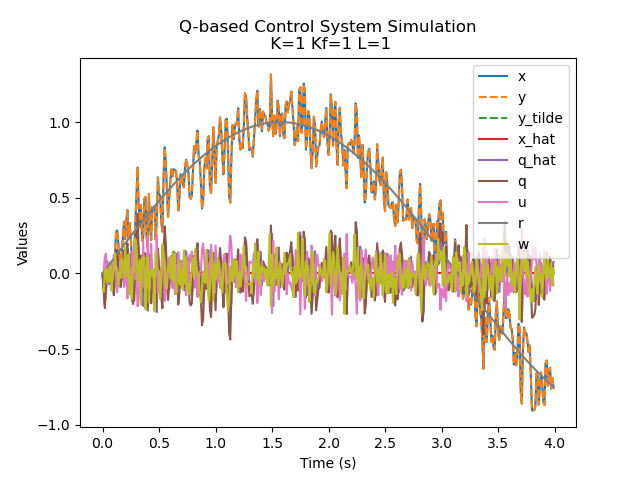 Q-based Control System Simulation
K=1 Kf=1 L=1
Values
1.0
0.5
0.0
−0.5
−1.0
x
y
y_tilde
x_hat
q_hat
q
u
r
w
0.0 0.5 1.0 1.5 2.0 2.5 3.0 3.5 4.0
Time (s)